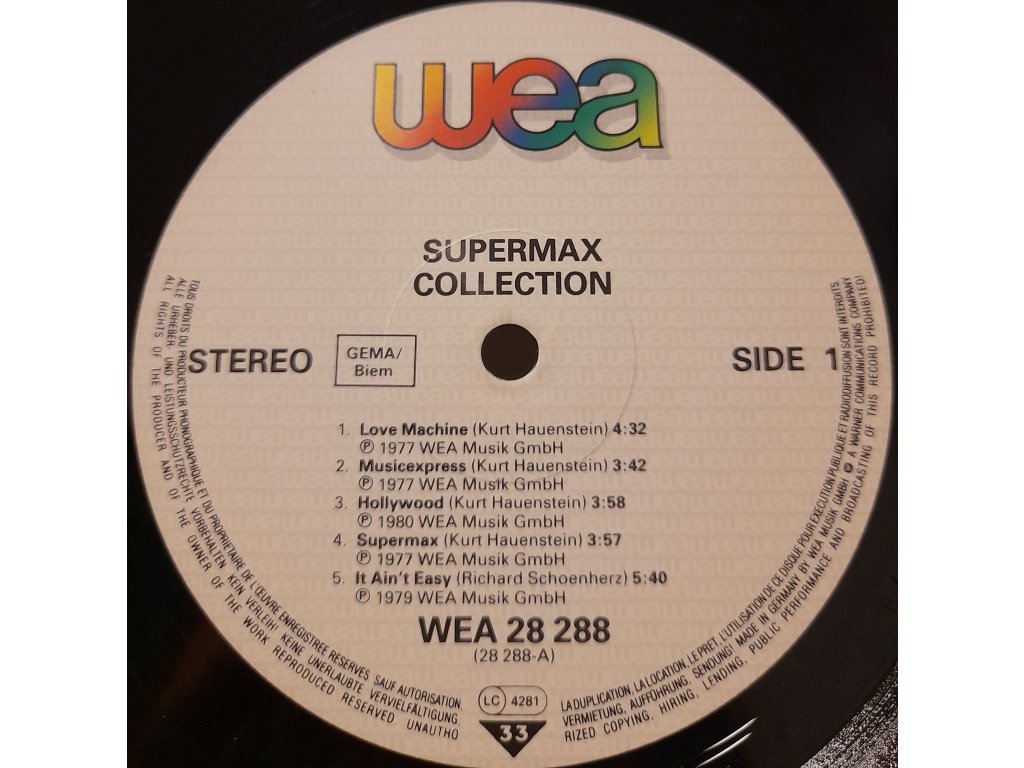 wea
SUPERMAX
COLLECTION
STEREO
GEMA/
Biem
SIDE 1
1. Love Machine (Kurt Hauenstein) 4:32
Ⓟ 1977 WEA Musik GmbH
2. Musicexpress (Kurt Hauenstein) 3:42
Ⓟ 1977 WEA Musik GmbH
3. Hollywood (Kurt Hauenstein) 3:58
Ⓟ 1980 WEA Musik GmbH
4. Supermax (Kurt Hauenstein) 3:57
Ⓟ 1977 WEA Musik GmbH
5. It Ain't Easy (Richard Schoenherz) 5:40
Ⓟ 1979 WEA Musik GmbH
WEA 28 288
(28 288-A)
LC 4281
33
TOUS DROITS DU PRODUCTEUR PHONOGRAPHIQUE ET DU PROPRIETAIRE DE L'ŒUVRE ENREGISTREE RESERVES. SAUF AUTORISATION,
LA DUPLICATION, LA LOCATION, LE PRET, L'UTILISATION DE CE DISQUE POUR EXECUTION PUBLIQUE ET RADIODIFFUSION SONT INTERDITS
ALLE URHEBER- UND LEISTUNGSSCHUTZRECHTE VORBEHALTEN. KEIN VERLEIH! KEINE UNERLAUBTE VERVIELFÄLTIGUNG,
VERMIETUNG, AUFFÜHRUNG, SENDUNG! MADE IN GERMANY BY WEA MUSIK GMBH Ⓞ A WARNER COMMUNICATIONS COMPANY
ALL RIGHTS OF THE PRODUCER AND OF THE OWNER OF THE WORK REPRODUCED RESERVED UNAUTHO
RIZED COPYING, HIRING, LENDING, PUBLIC PERFORMANCE AND BROADCASTING OF THIS RECORD PROHIBITED!